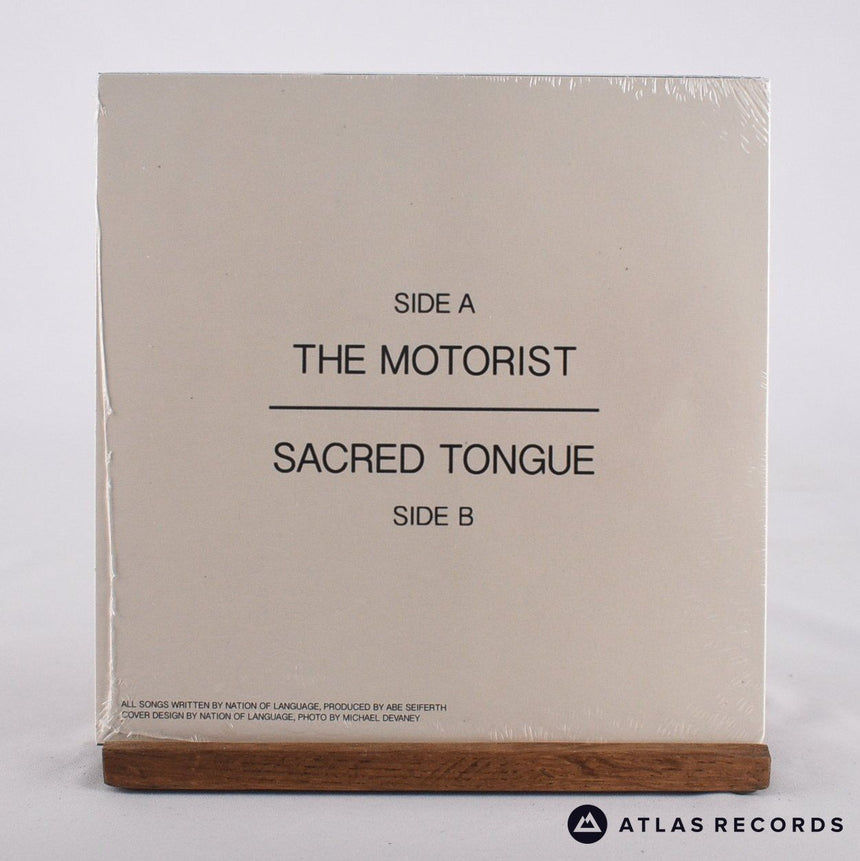 SIDE A
THE MOTORIST
SACRED TONGUE
SIDE B
ALL SONGS WRITTEN BY NATION OF LANGUAGE, PRODUCED BY ABE SEIFERTH
COVER DESIGN BY NATION OF LANGUAGE, PHOTO BY MICHAEL DEVANEY
ATLAS RECORDS